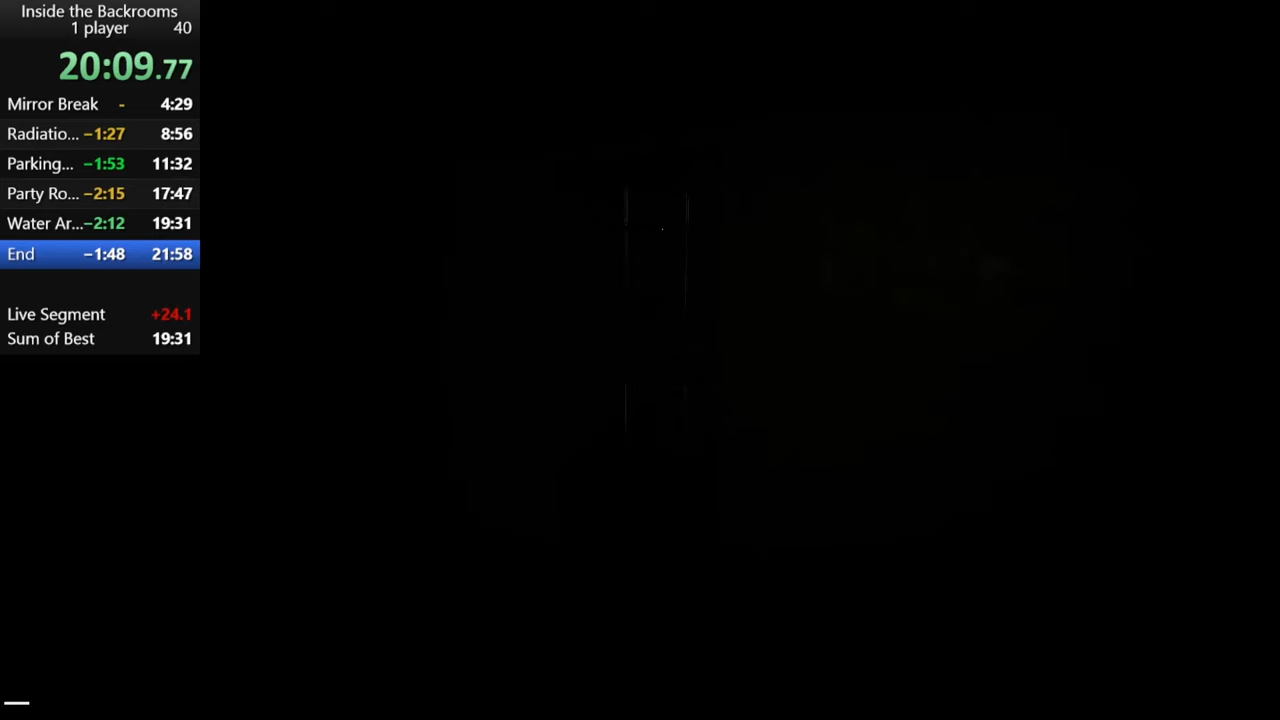 Inside the Backrooms
1 player 40
20:09.77
Mirror Break - 4:29
Radiatio... −1:27 8:56
Parking... −1:53 11:32
Party Ro... −2:15 17:47
Water Ar... −2:12 19:31
End −1:48 21:58
Live Segment +24.1
Sum of Best 19:31